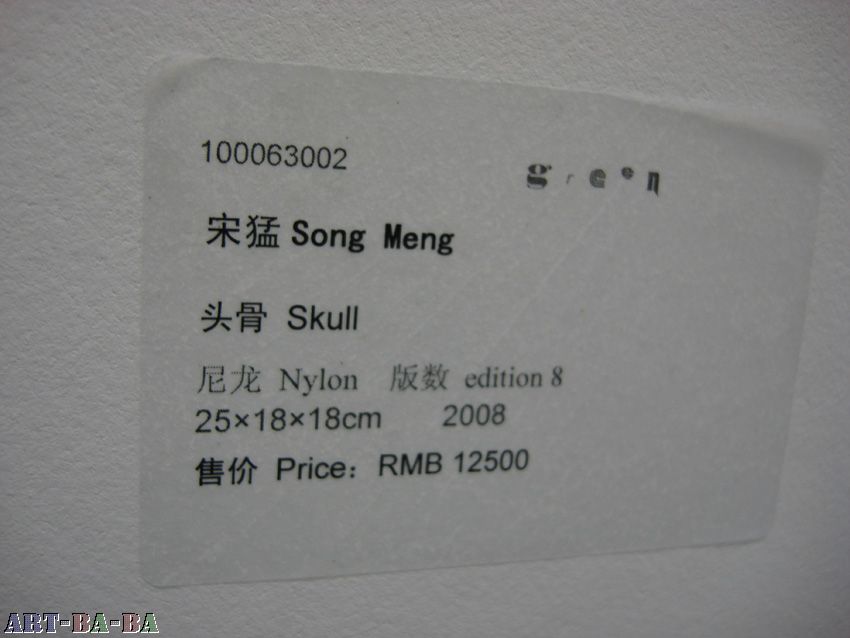 100063002
green
宋猛 Song Meng
头骨 Skull
尼龙 Nylon 版数 edition 8
25×18×18cm 2008
售价 Price: RMB 12500
ART-BA-BA